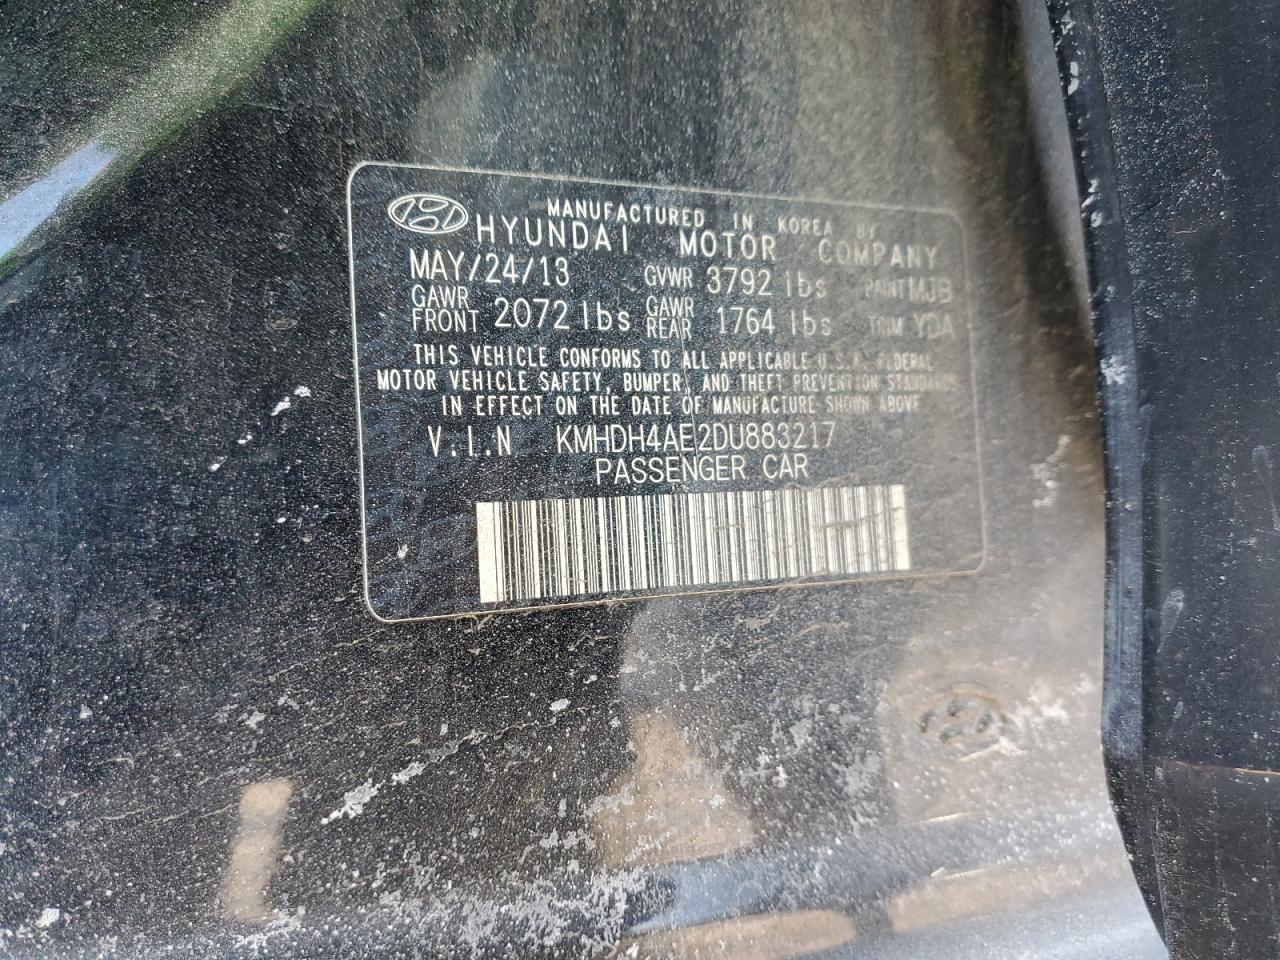 MANUFACTURED IN KOREA BY
HYUNDAI MOTOR COMPANY
MAY/24/13 GVWR 3792 lbs PAINT MJB
GAWR FRONT 2072 lbs GAWR REAR 1764 lbs TRIM YDA
THIS VEHICLE CONFORMS TO ALL APPLICABLE U.S.A. FEDERAL
MOTOR VEHICLE SAFETY, BUMPER, AND THEFT PREVENTION STANDARDS
IN EFFECT ON THE DATE OF MANUFACTURE SHOWN ABOVE
V.I.N KMHDH4AE2DU883217
PASSENGER CAR